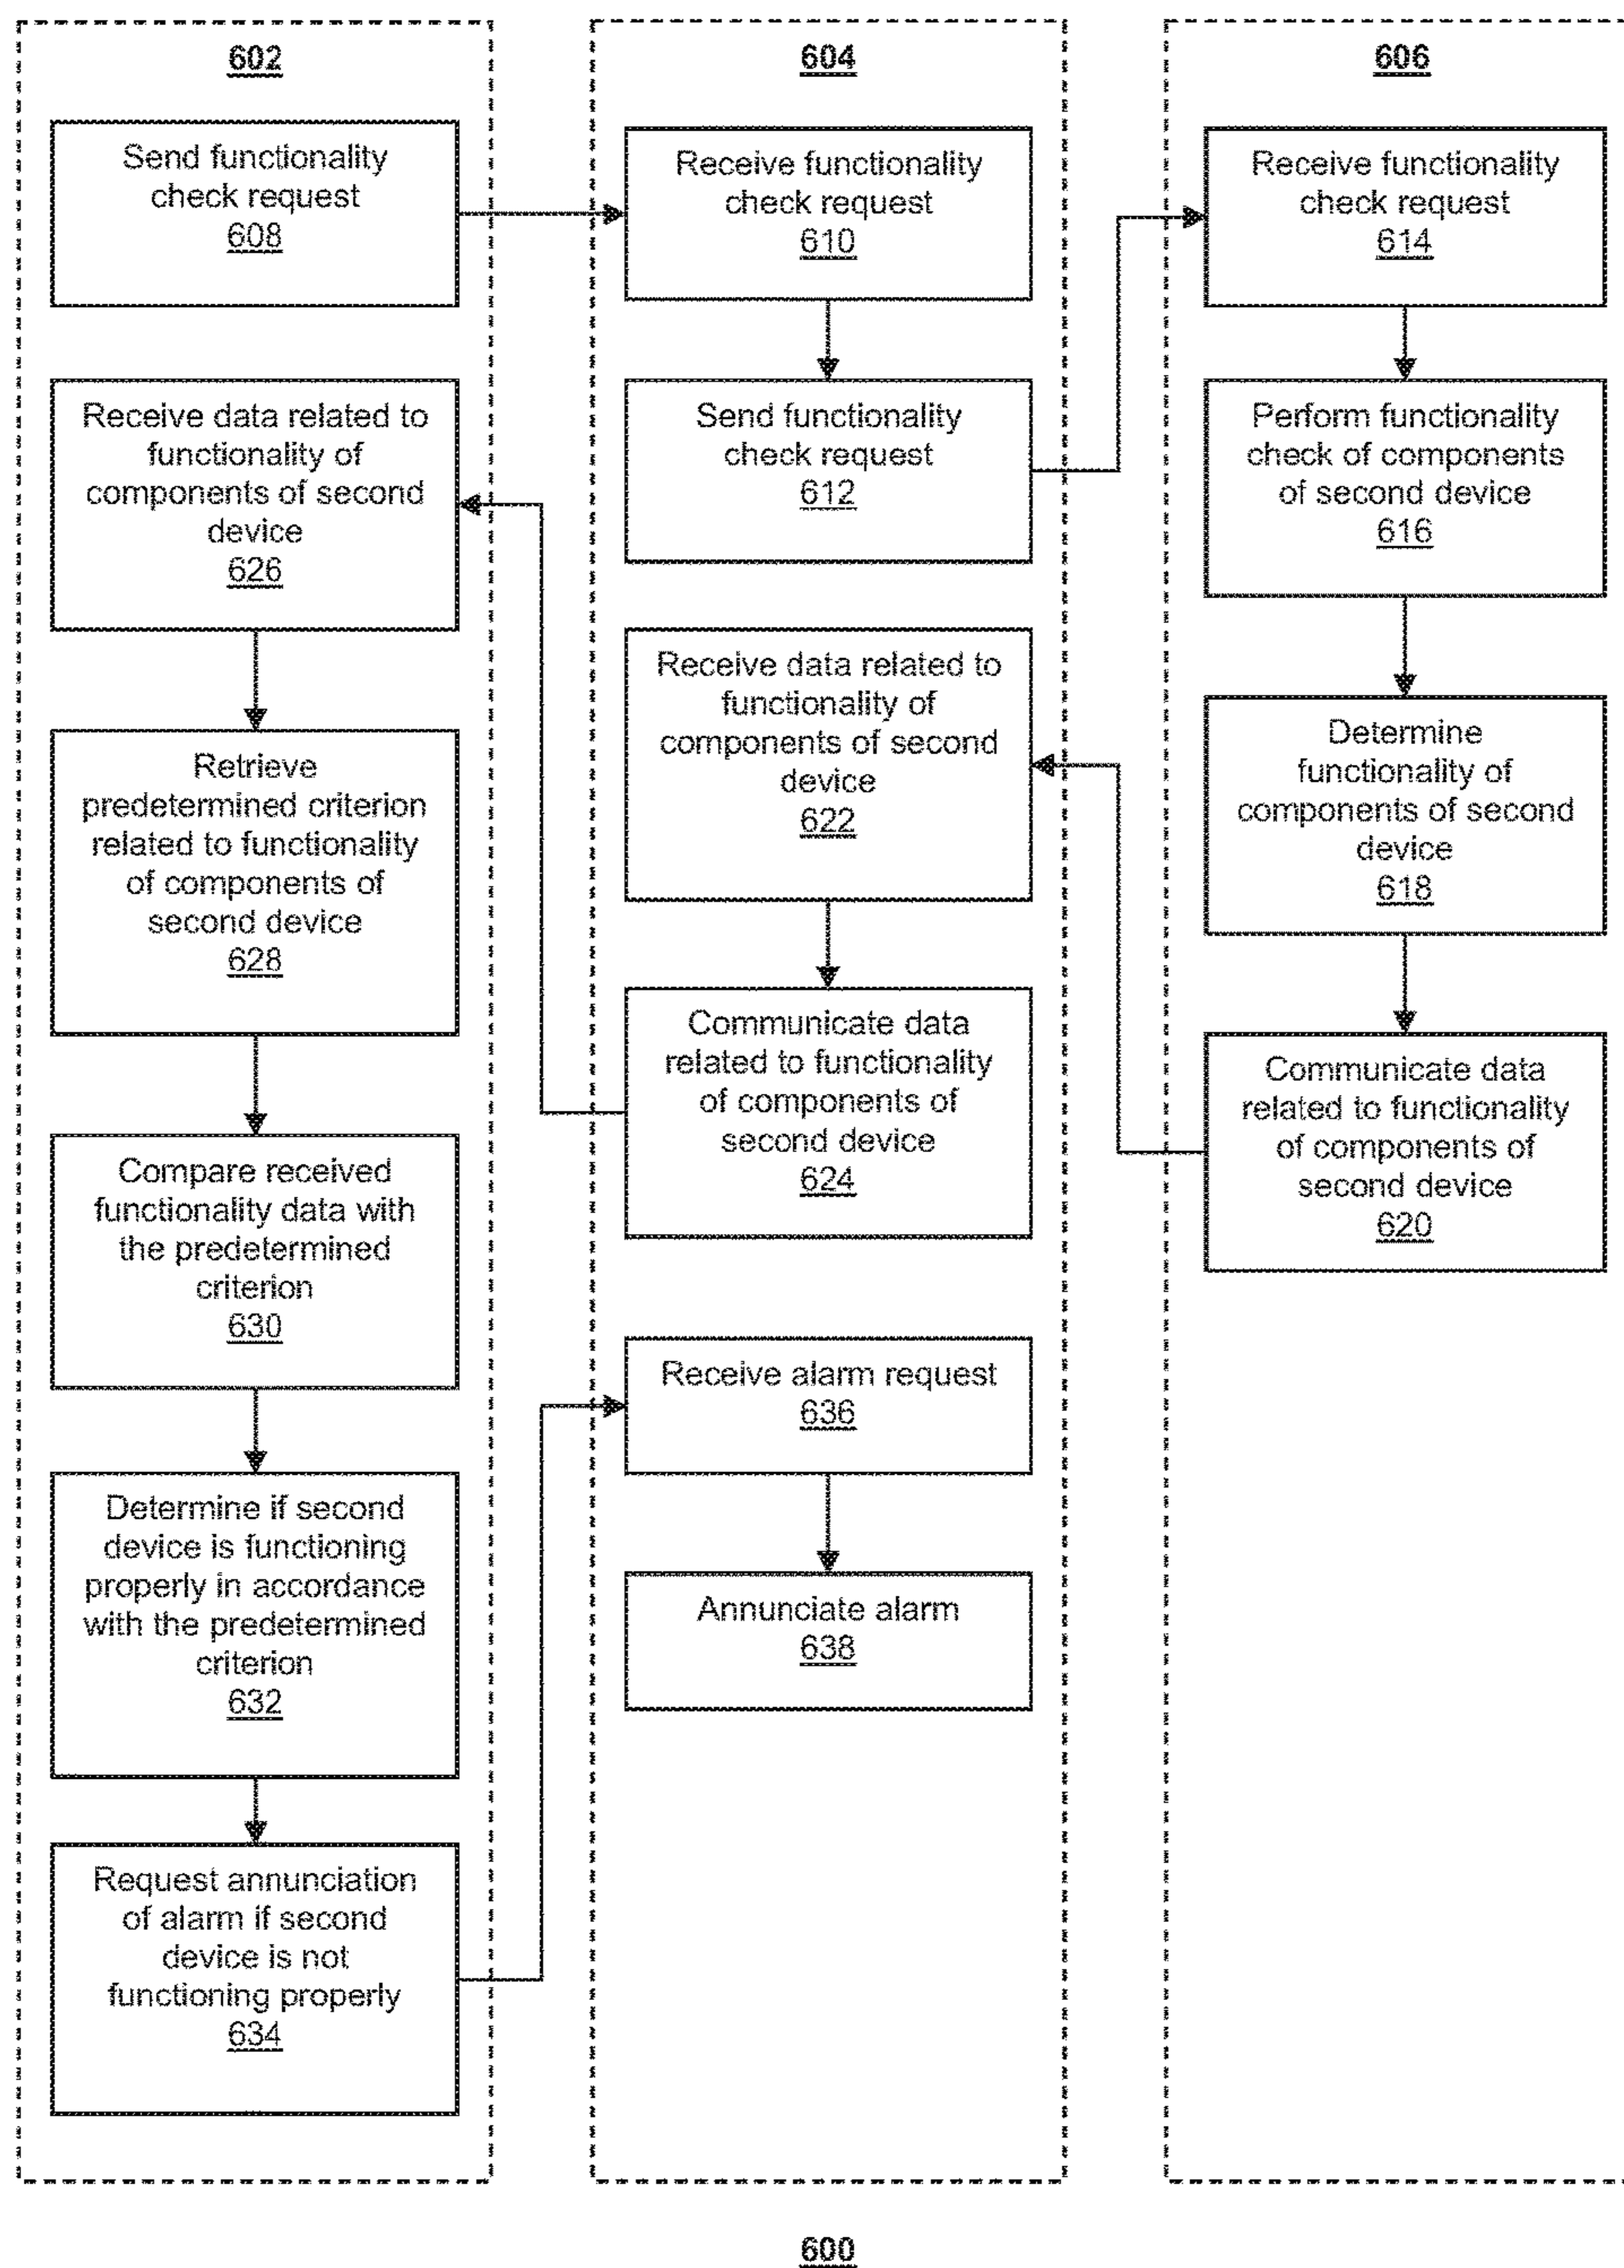 602
Send functionality
check request
608
Receive data related to
functionality of
components of second
device
626
Retrieve
predetermined criterion
related to functionality
of components of
second device
628
Compare received
functionality data with
the predetermined
criterion
630
Determine if second
device is functioning
properly in accordance
with the predetermined
criterion
632
Request annunciation
of alarm if second
device is not
functioning properly
634
604
Receive functionality
check request
610
Send functionality
check request
612
Receive data related to
functionality of
components of second
device
622
Communicate data
related to functionality
of components of
second device
624
Receive alarm request
636
Annunciate alarm
638
606
Receive functionality
check request
614
Perform functionality
check of components
of second device
616
Determine
functionality of
components of second
device
618
Communicate data
related to functionality
of components of
second device
620
600